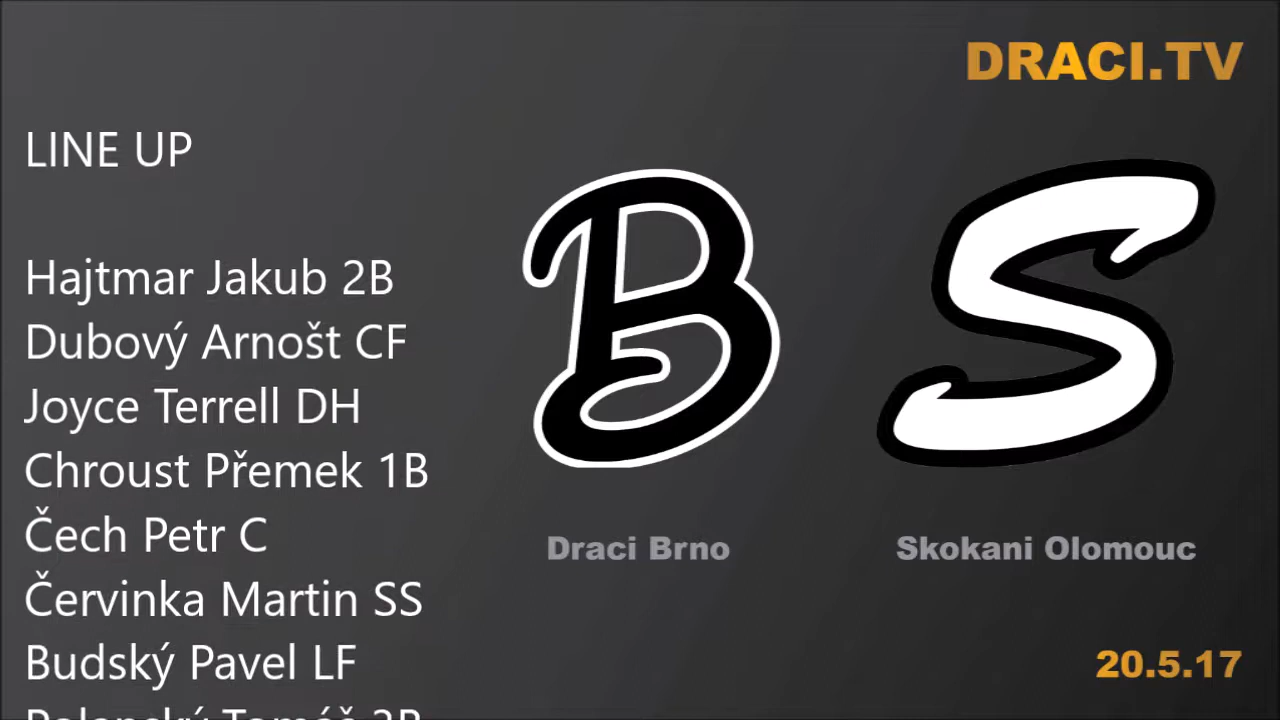 DRACI.TV
LINE UP
Hajtmar Jakub 2B
Dubový Arnošt CF
Joyce Terrell DH
Chroust Přemek 1B
Čech Petr C
Červinka Martin SS
Budský Pavel LF
B
S
Draci Brno
Skokani Olomouc
20.5.17